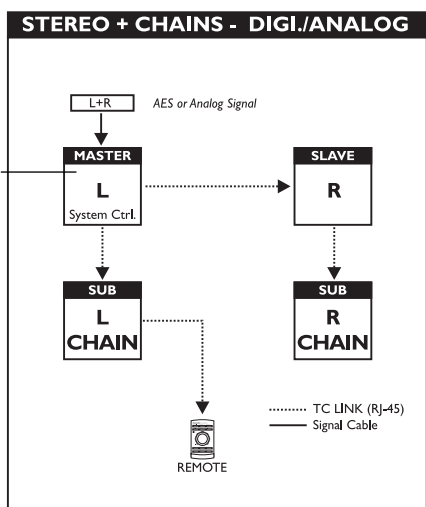 STEREO + CHAINS - DIGI./ANALOG
L+R
AES or Analog Signal
MASTER
L
System Ctrl.
SLAVE
R
SUB
L
CHAIN
SUB
R
CHAIN
REMOTE
TC LINK (RJ-45)
Signal Cable